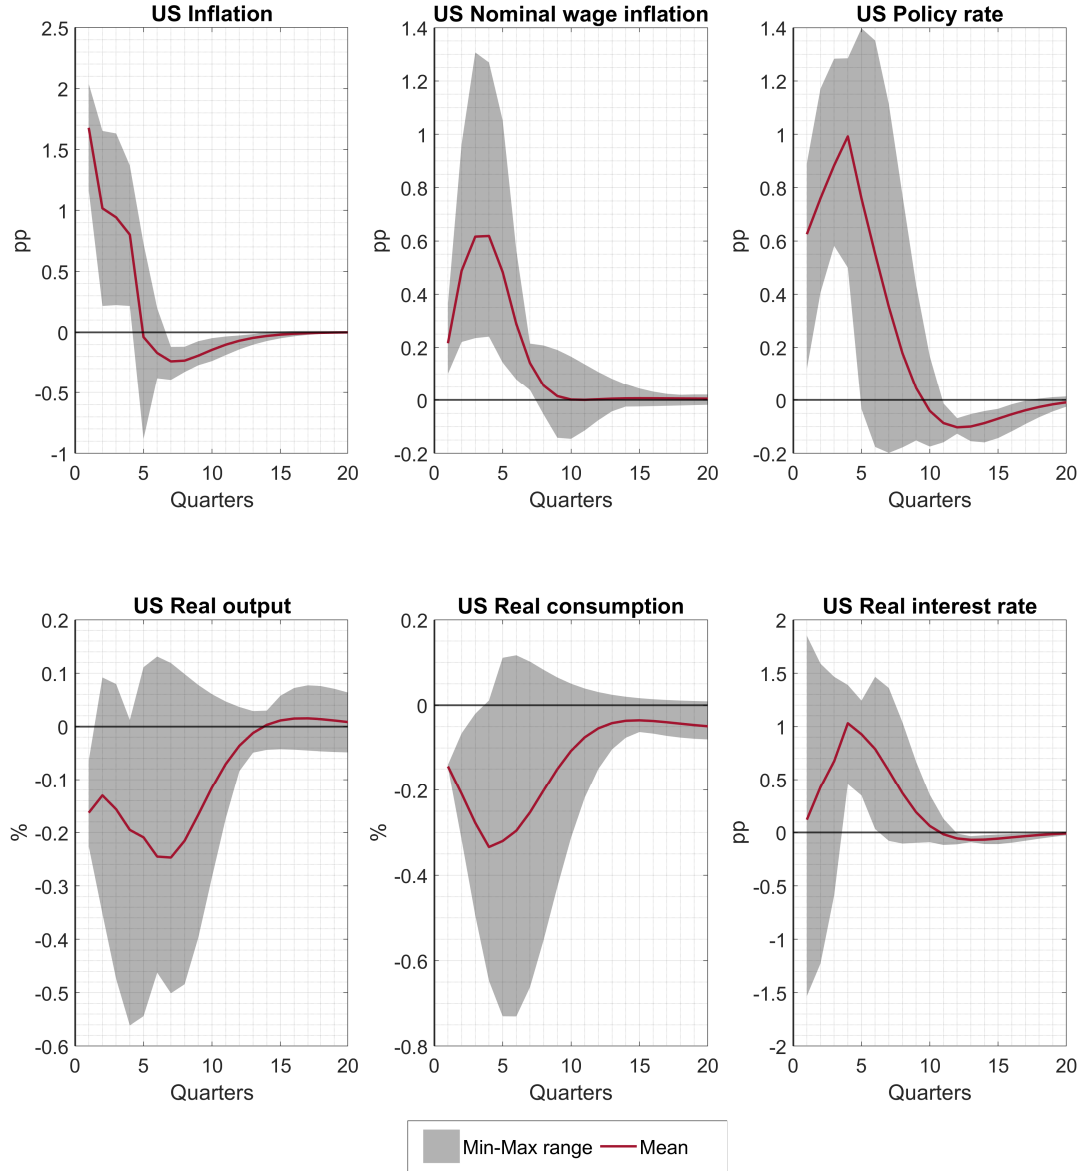 US Inflation
2.5
2
1.5
1
0.5
0
-0.5
-1
pp
0 5 10 15 20
Quarters
US Nominal wage inflation
1.4
1.2
1
0.8
0.6
0.4
0.2
0
-0.2
pp
0 5 10 15 20
Quarters
US Policy rate
1.4
1.2
1
0.8
0.6
0.4
0.2
0
-0.2
pp
0 5 10 15 20
Quarters
US Real output
0.2
0.1
0
-0.1
-0.2
-0.3
-0.4
-0.5
-0.6
%
0 5 10 15 20
Quarters
US Real consumption
0.2
0
-0.2
-0.4
-0.6
-0.8
%
0 5 10 15 20
Quarters
US Real interest rate
2
1.5
1
0.5
0
-0.5
-1
-1.5
-2
pp
0 5 10 15 20
Quarters
Min-Max range Mean